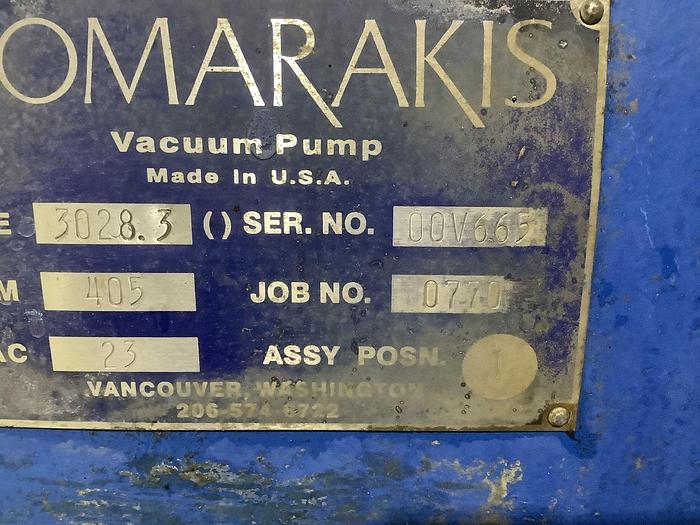 OMARAKIS
Vacuum Pump
Made in U.S.A.
E 3028.3 () SER. NO. 00V665
M 405 JOB NO. 0770
AC 23 ASSY POSN. 1
VANCOUVER, WASHINGTON
206-574-6722